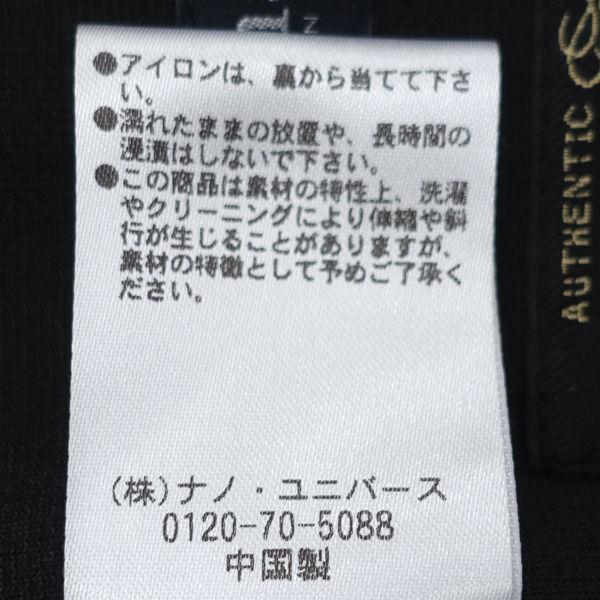 ●アイロンは、裏から当てて下さ
い。
●濡れたままの放置や、長時間の
浸漬はしないで下さい。
●この商品は素材の特性上、洗濯
やクリーニングにより伸縮や斜
行が生じることがありますが、
素材の特徴として予めご了承く
ださい。
(株)ナノ・ユニバース
0120-70-5088
中国製
AUTHENTIC